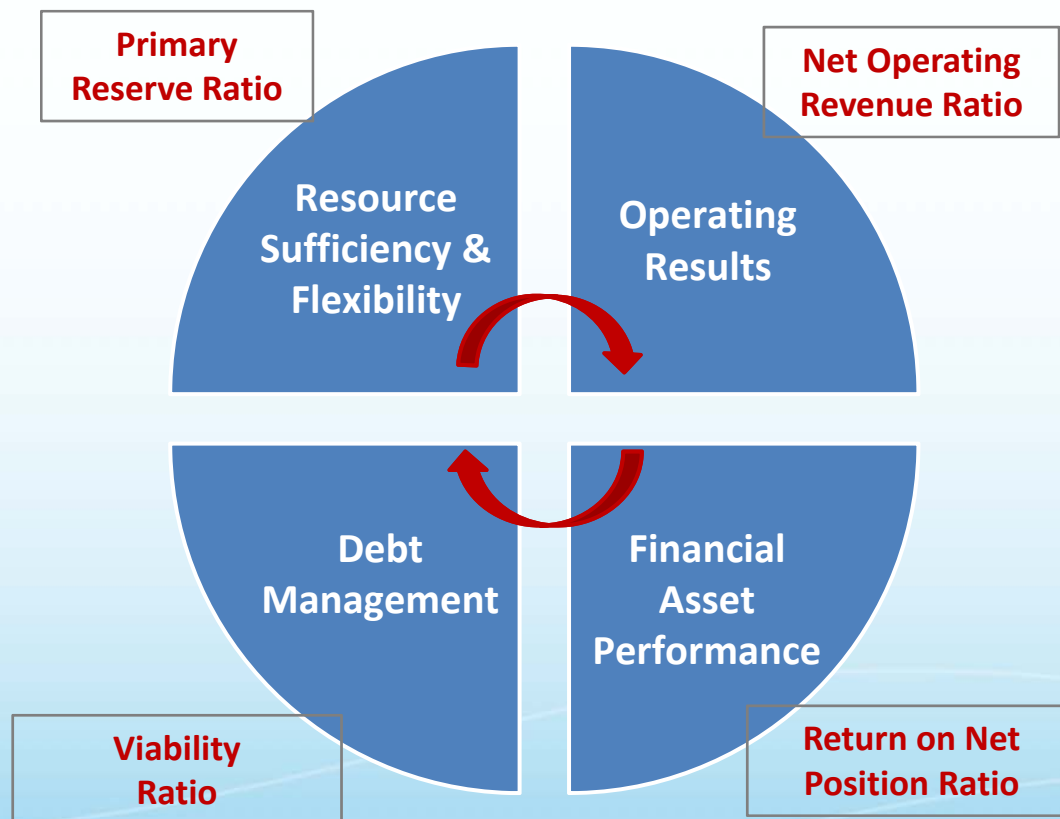 Primary
Reserve Ratio
Net Operating
Revenue Ratio
Resource
Sufficiency &
Flexibility
Operating
Results
Debt
Management
Financial
Asset
Performance
Viability
Ratio
Return on Net
Position Ratio